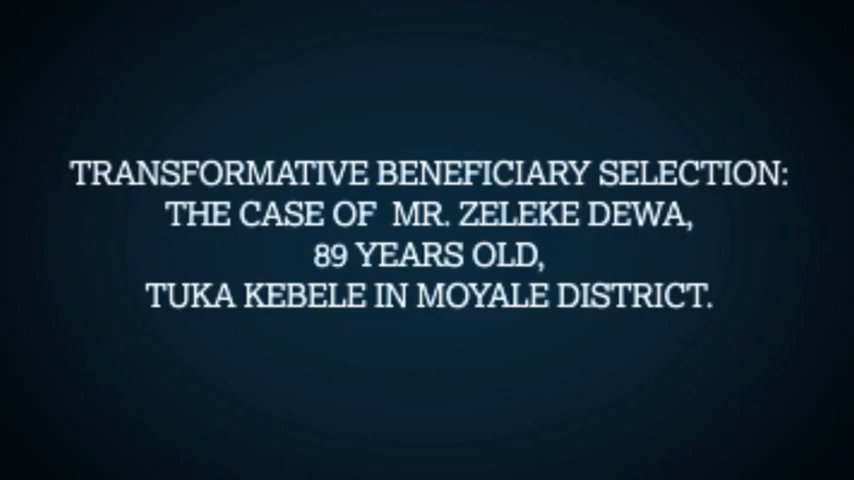 TRANSFORMATIVE BENEFICIARY SELECTION:
THE CASE OF MR. ZELEKE DEWA,
89 YEARS OLD,
TUKA KEBELE IN MOYALE DISTRICT.